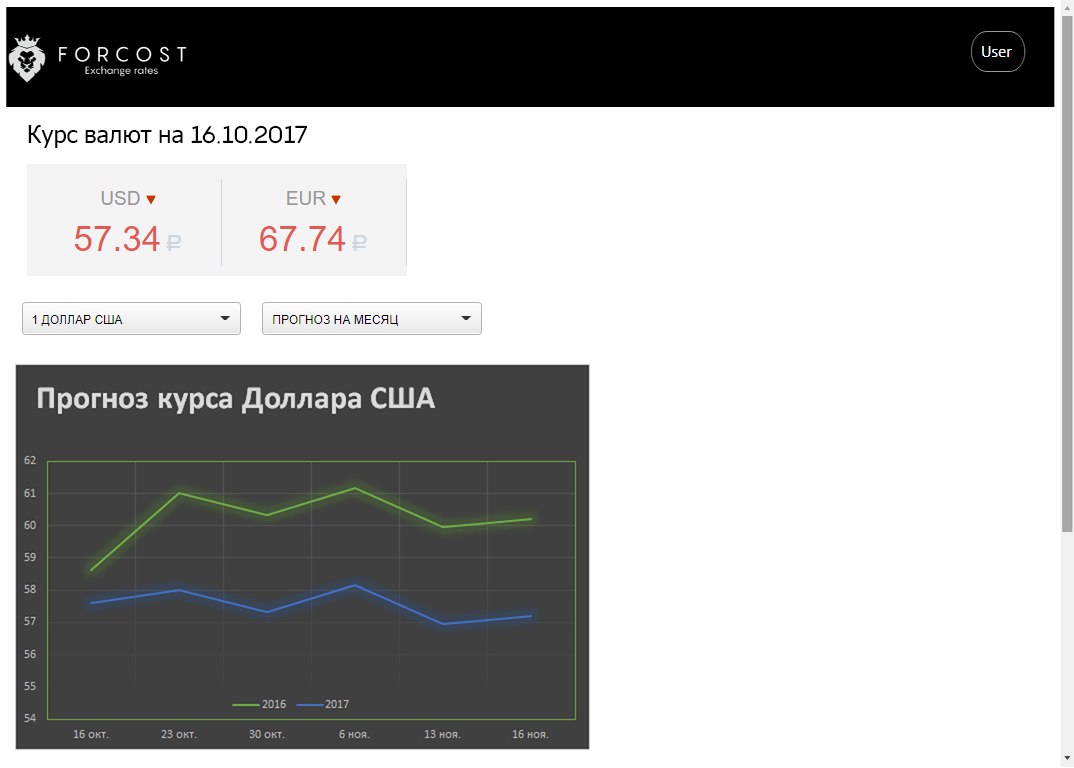 FORCOST
Exchange rates
User
Курс валют на 16.10.2017
USD EUR
57.34 ₽ 67.74 ₽
1 ДОЛЛАР США ПРОГНОЗ НА МЕСЯЦ
Прогноз курса Доллара США
62
61
60
59
58
57
56
55
54
2016 2017
16 окт. 23 окт. 30 окт. 6 ноя. 13 ноя. 16 ноя.